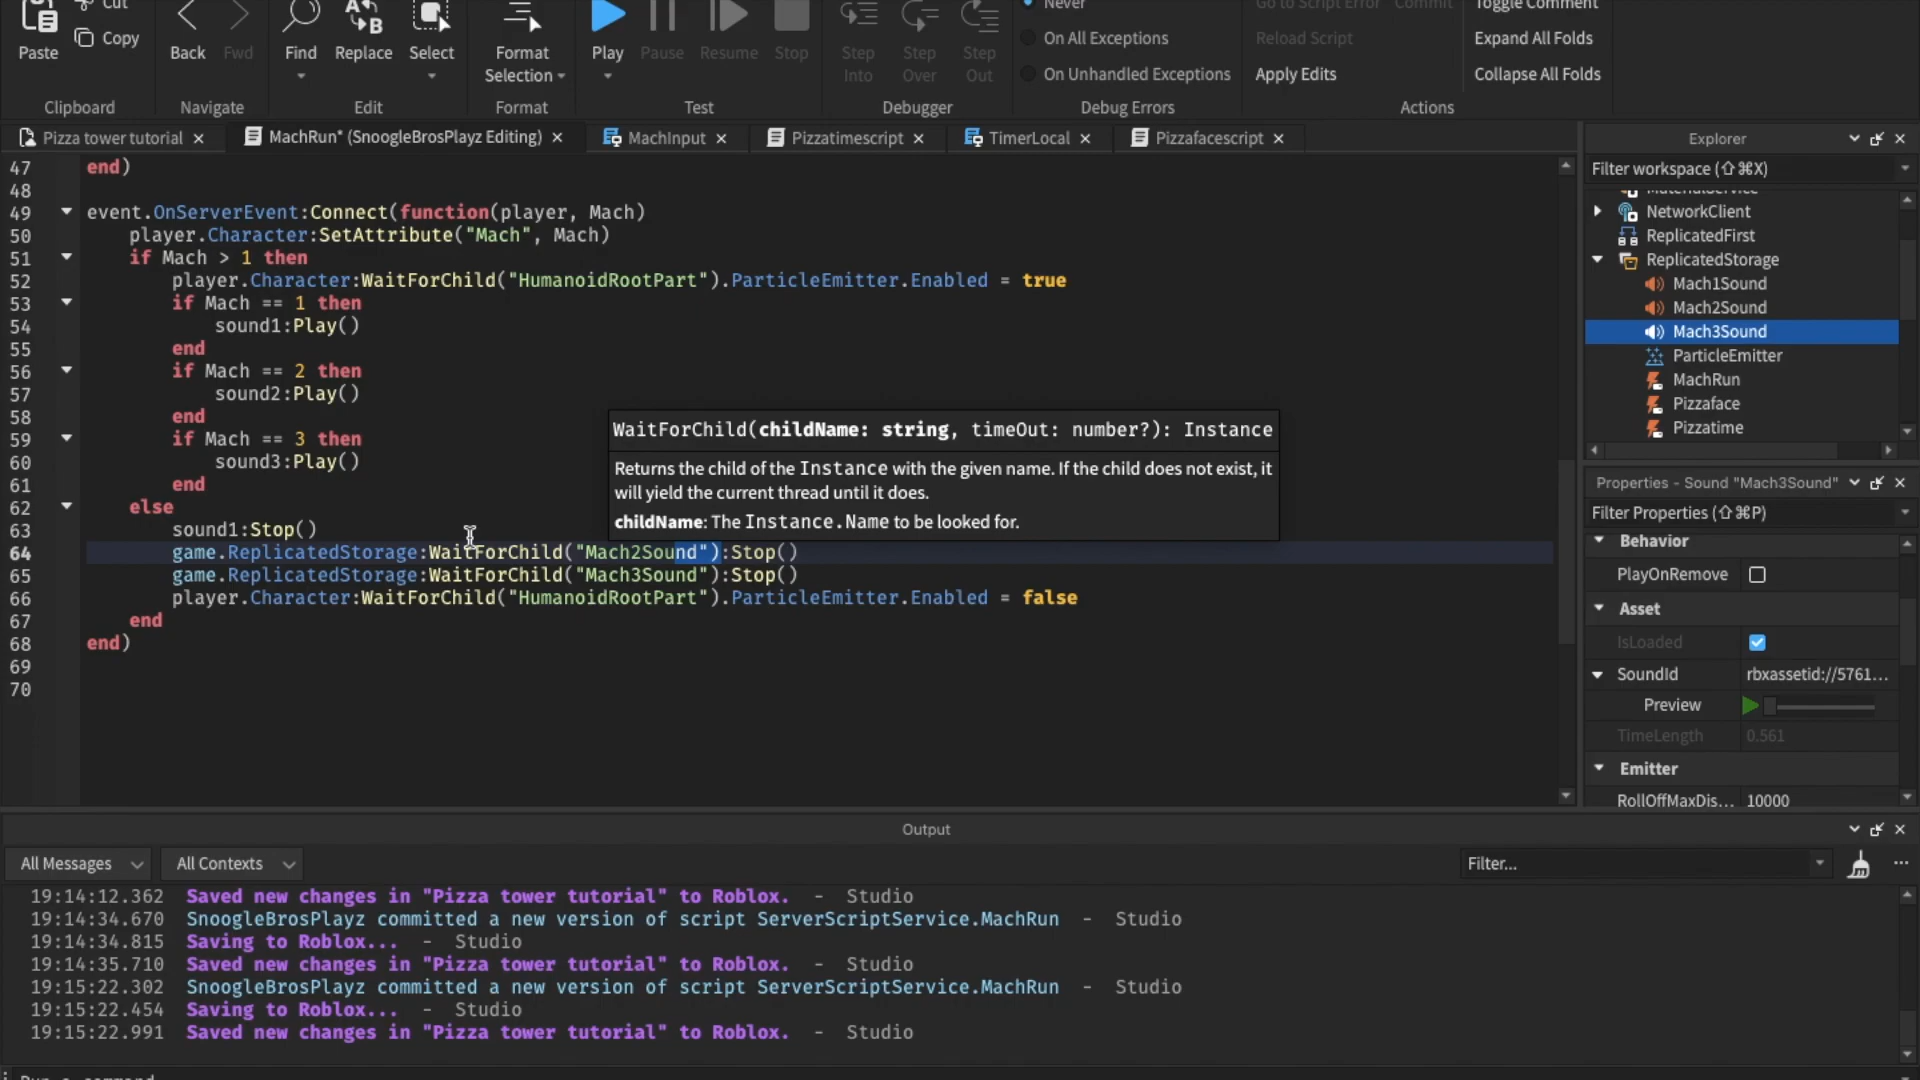 Cut
Never
Go to Script Error Commit
Toggle Comment
Copy
On All Exceptions
Reload Script
Expand All Folds
Paste
Back
Fwd
Find
Replace
Select
Format
Selection
Play
Pause
Resume
Stop
Step
Into
Step
Over
Step
Out
On Unhandled Exceptions
Apply Edits
Collapse All Folds
Clipboard
Navigate
Edit
Format
Test
Debugger
Debug Errors
Actions
Pizza tower tutorial
MachRun* (SnoogleBrosPlayz Editing)
MachInput
Pizzatimescript
TimerLocal
Pizzafacescript
47 end)
48
49 event.OnServerEvent:Connect(function(player, Mach)
50 player.Character:SetAttribute("Mach", Mach)
51 if Mach > 1 then
52 player.Character:WaitForChild("HumanoidRootPart").ParticleEmitter.Enabled = true
53 if Mach == 1 then
54 sound1:Play()
55 end
56 if Mach == 2 then
57 sound2:Play()
58 end
59 if Mach == 3 then
60 sound3:Play()
61 end
62 else
63 sound1:Stop()
64 game.ReplicatedStorage:WaitForChild("Mach2Sound"):Stop()
65 game.ReplicatedStorage:WaitForChild("Mach3Sound"):Stop()
66 player.Character:WaitForChild("HumanoidRootPart").ParticleEmitter.Enabled = false
67 end
68 end)
69
70
WaitForChild(childName: string, timeOut: number?): Instance
Returns the child of the Instance with the given name. If the child does not exist, it
will yield the current thread until it does.
childName: The Instance.Name to be looked for.
Explorer
Filter workspace (⇧⌘X)
MaterialService
NetworkClient
ReplicatedFirst
ReplicatedStorage
Mach1Sound
Mach2Sound
Mach3Sound
ParticleEmitter
MachRun
Pizzaface
Pizzatime
Properties - Sound "Mach3Sound"
Filter Properties (⇧⌘P)
Behavior
PlayOnRemove
Asset
IsLoaded
SoundId rbxassetid://5761...
Preview
TimeLength 0.561
Emitter
RollOffMaxDis... 10000
Output
All Messages
All Contexts
Filter...
19:14:12.362 Saved new changes in "Pizza tower tutorial" to Roblox. - Studio
19:14:34.670 SnoogleBrosPlayz committed a new version of script ServerScriptService.MachRun - Studio
19:14:34.815 Saving to Roblox... - Studio
19:14:35.710 Saved new changes in "Pizza tower tutorial" to Roblox. - Studio
19:15:22.302 SnoogleBrosPlayz committed a new version of script ServerScriptService.MachRun - Studio
19:15:22.454 Saving to Roblox... - Studio
19:15:22.991 Saved new changes in "Pizza tower tutorial" to Roblox. - Studio
Run a command